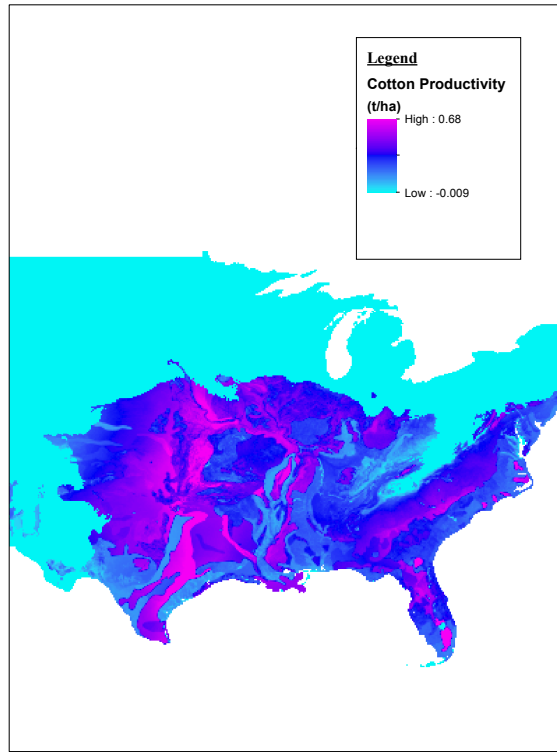 Legend
Cotton Productivity
(t/ha)
High : 0.68
Low : -0.009